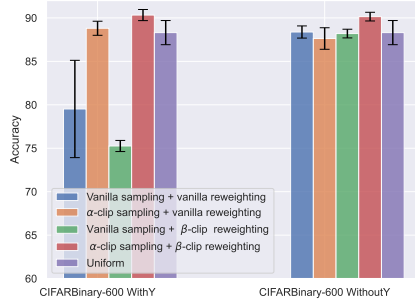 90
85
80
75
70
65
60
Accuracy
Vanilla sampling + vanilla reweighting
α-clip sampling + vanilla reweighting
Vanilla sampling + β-clip reweighting
α-clip sampling + β-clip reweighting
Uniform
CIFARBinary-600 WithY
CIFARBinary-600 WithoutY